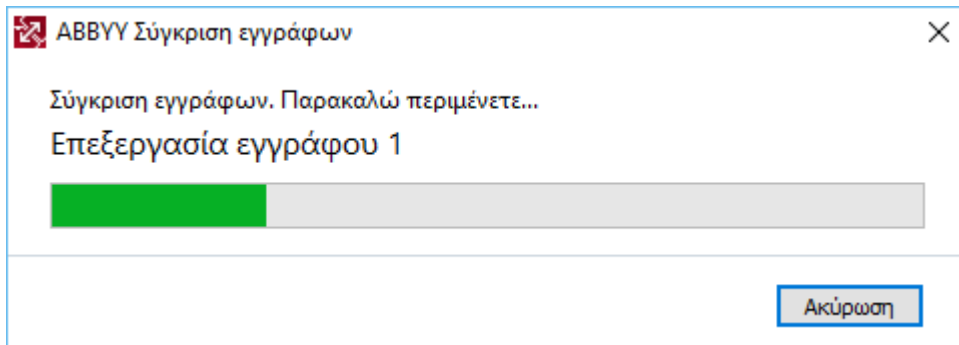 ABBYY Σύγκριση εγγράφων
Σύγκριση εγγράφων. Παρακαλώ περιμένετε...
Επεξεργασία εγγράφου 1
Ακύρωση